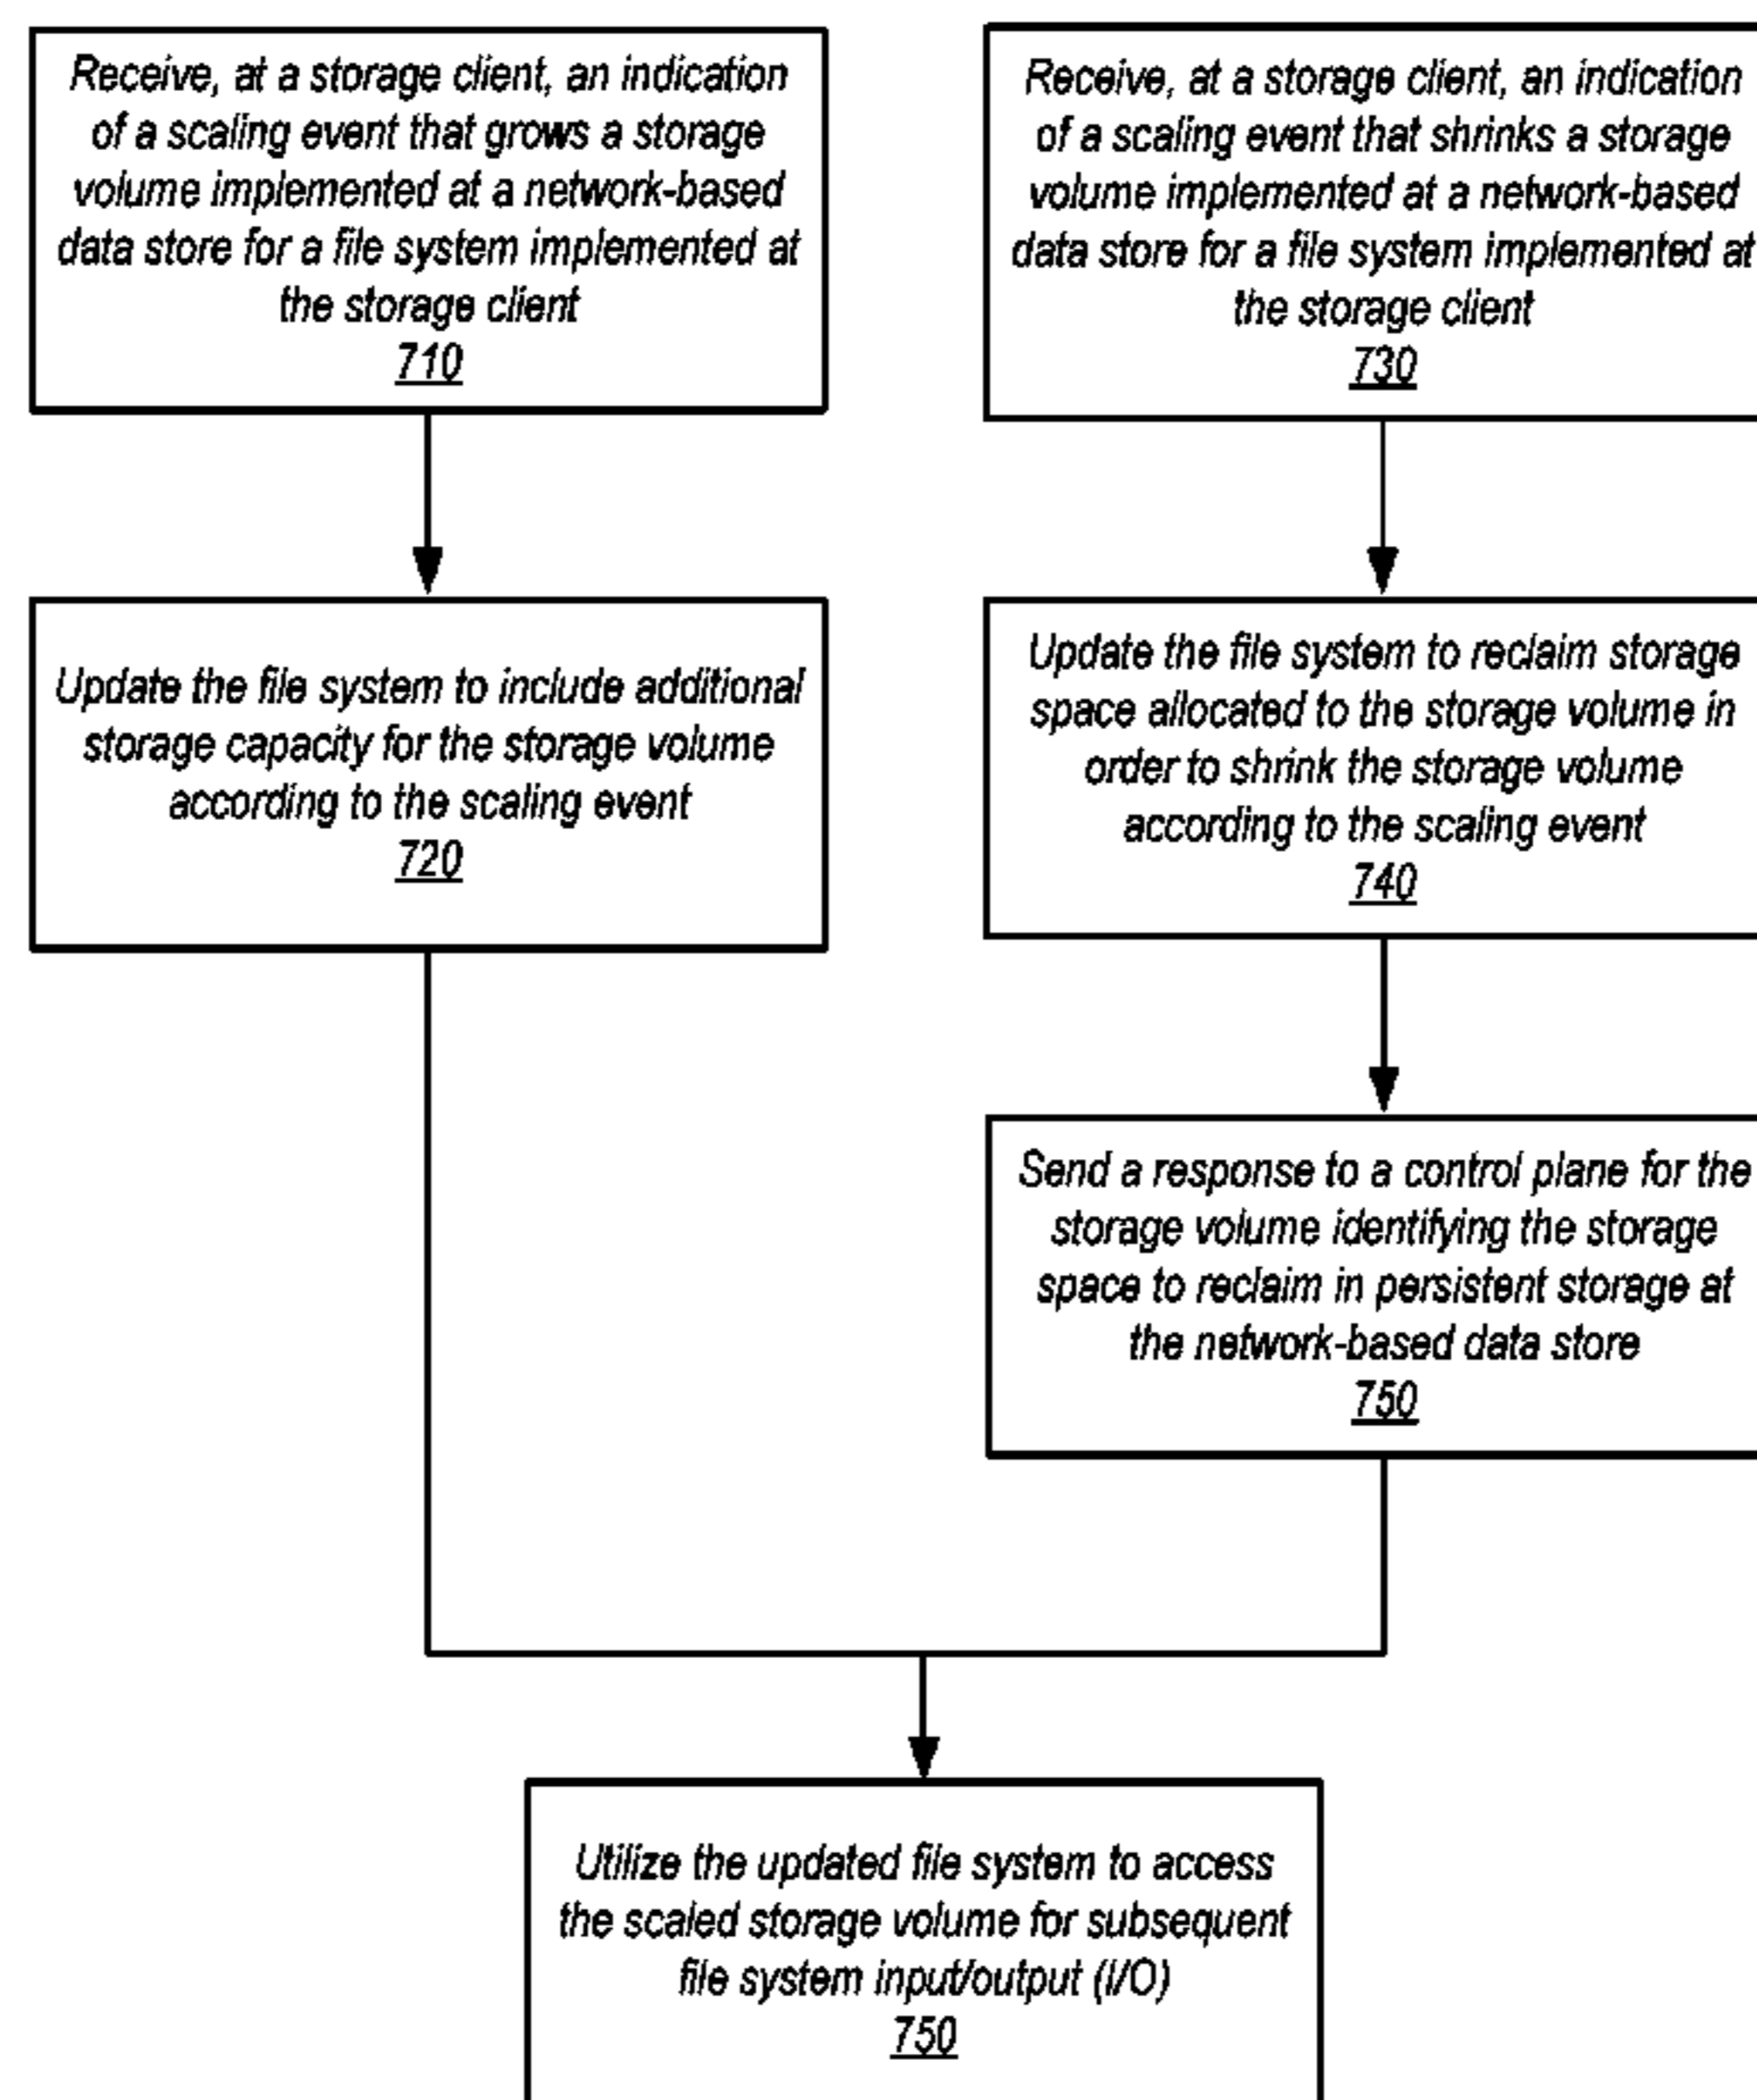 Receive, at a storage client, an indication
of a scaling event that grows a storage
volume implemented at a network-based
data store for a file system implemented at
the storage client
710
Receive, at a storage client, an indication
of a scaling event that shrinks a storage
volume implemented at a network-based
data store for a file system implemented at
the storage client
730
Update the file system to include additional
storage capacity for the storage volume
according to the scaling event
720
Update the file system to reclaim storage
space allocated to the storage volume in
order to shrink the storage volume
according to the scaling event
740
Send a response to a control plane for the
storage volume identifying the storage
space to reclaim in persistent storage at
the network-based data store
750
Utilize the updated file system to access
the scaled storage volume for subsequent
file system input/output (I/O)
750